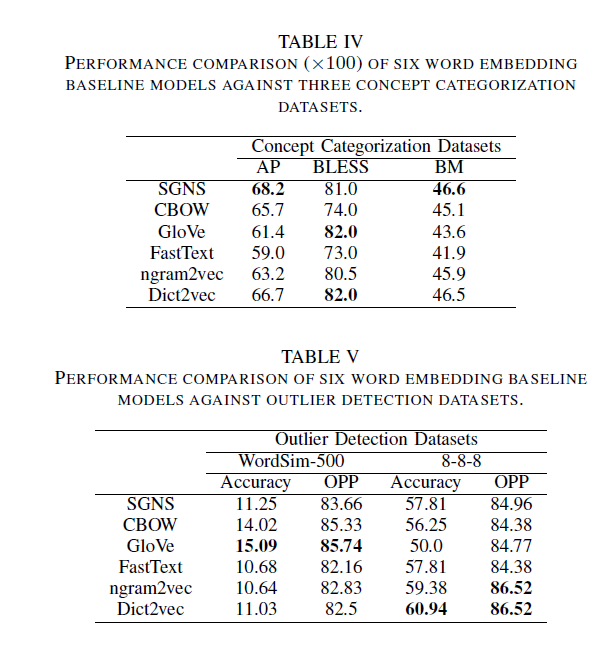 TABLE IV
PERFORMANCE COMPARISON (×100) OF SIX WORD EMBEDDING
BASELINE MODELS AGAINST THREE CONCEPT CATEGORIZATION
DATASETS.
Concept Categorization Datasets
AP BLESS BM
SGNS 68.2 81.0 46.6
CBOW 65.7 74.0 45.1
GloVe 61.4 82.0 43.6
FastText 59.0 73.0 41.9
ngram2vec 63.2 80.5 45.9
Dict2vec 66.7 82.0 46.5
TABLE V
PERFORMANCE COMPARISON OF SIX WORD EMBEDDING BASELINE
MODELS AGAINST OUTLIER DETECTION DATASETS.
Outlier Detection Datasets
WordSim-500 8-8-8
Accuracy OPP Accuracy OPP
SGNS 11.25 83.66 57.81 84.96
CBOW 14.02 85.33 56.25 84.38
GloVe 15.09 85.74 50.0 84.77
FastText 10.68 82.16 57.81 84.38
ngram2vec 10.64 82.83 59.38 86.52
Dict2vec 11.03 82.5 60.94 86.52